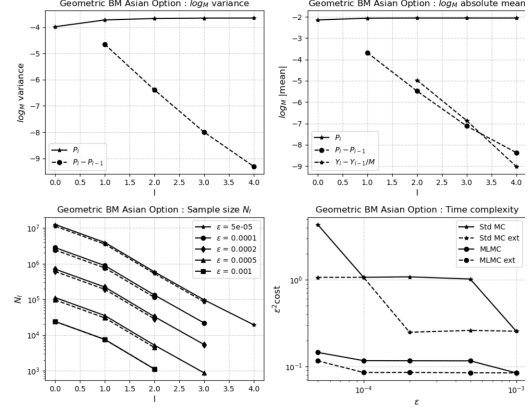 Geometric BM Asian Option : log_M variance
log_M variance
−4
−5
−6
−7
−8
−9
P_l
P_l − P_{l−1}
0.0 0.5 1.0 1.5 2.0 2.5 3.0 3.5 4.0
l
Geometric BM Asian Option : log_M absolute mean
log_M |mean|
−2
−3
−4
−5
−6
−7
−8
−9
P_l
P_l − P_{l−1}
Y_l − Y_{l−1}/M
0.0 0.5 1.0 1.5 2.0 2.5 3.0 3.5 4.0
l
Geometric BM Asian Option : Sample size N_l
N_l
10^7
10^6
10^5
10^4
10^3
ε = 5e-05
ε = 0.0001
ε = 0.0002
ε = 0.0005
ε = 0.001
0.0 0.5 1.0 1.5 2.0 2.5 3.0 3.5 4.0
l
Geometric BM Asian Option : Time complexity
ε^2cost
10^0
10^−1
Std MC
Std MC ext
MLMC
MLMC ext
10^−4 10^−3
ε